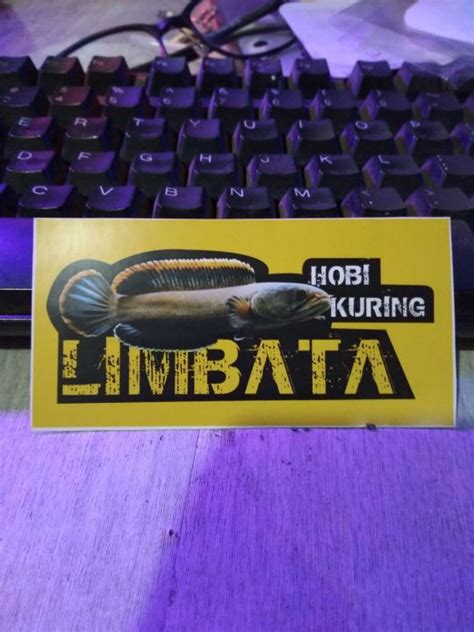 E R T Y U I O P
D F G H J K L
C V B N M
HOBI
KURING
LIMBATA